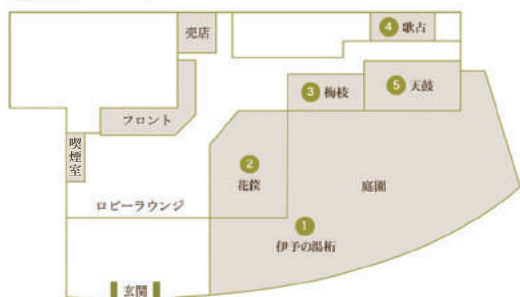 売店
4 歌占
5 天鼓
3 梅枝
フロント
喫煙室
2
花筐
庭園
ロビーラウンジ
1
伊予の湯桁
玄関